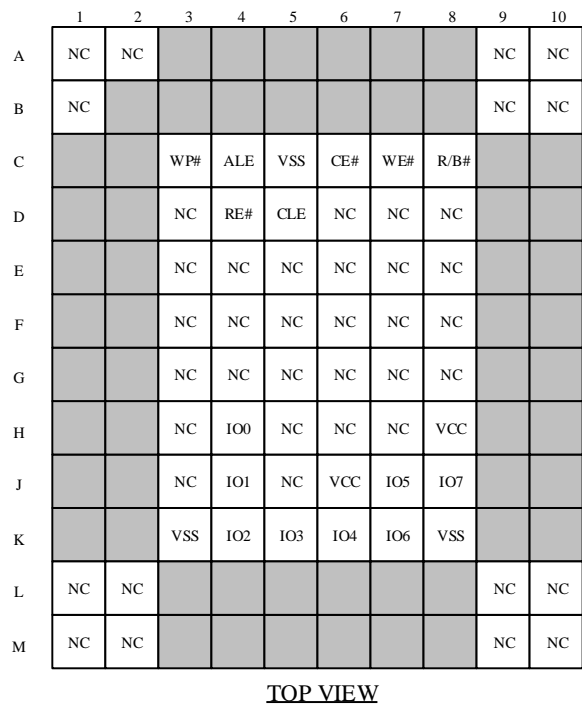 1 2 3 4 5 6 7 8 9 10
A NC NC NC NC
B NC NC NC
C WP# ALE VSS CE# WE# R/B#
D NC RE# CLE NC NC NC
E NC NC NC NC NC NC
F NC NC NC NC NC NC
G NC NC NC NC NC NC
H NC IO0 NC NC NC VCC
J NC IO1 NC VCC IO5 IO7
K VSS IO2 IO3 IO4 IO6 VSS
L NC NC NC NC
M NC NC NC NC
TOP VIEW